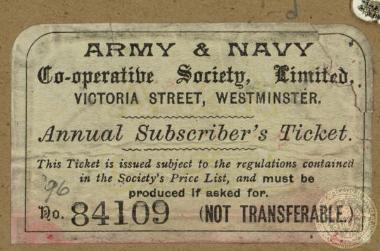 ARMY & NAVY
Co-operative Society, Limited,
VICTORIA STREET, WESTMINSTER.
Annual Subscriber's Ticket.
This Ticket is issued subject to the regulations contained
in the Society's Price List, and must be
produced if asked for.
'96
No. 84109 (NOT TRANSFERABLE.)